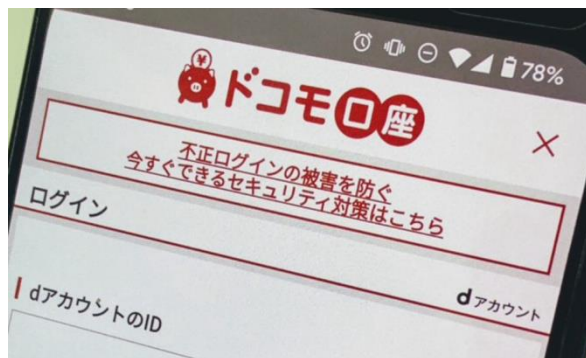 78%
¥
ドコモ口座
不正ログインの被害を防ぐ
今すぐできるセキュリティ対策はこちら
ログイン
dアカウント
dアカウントのID